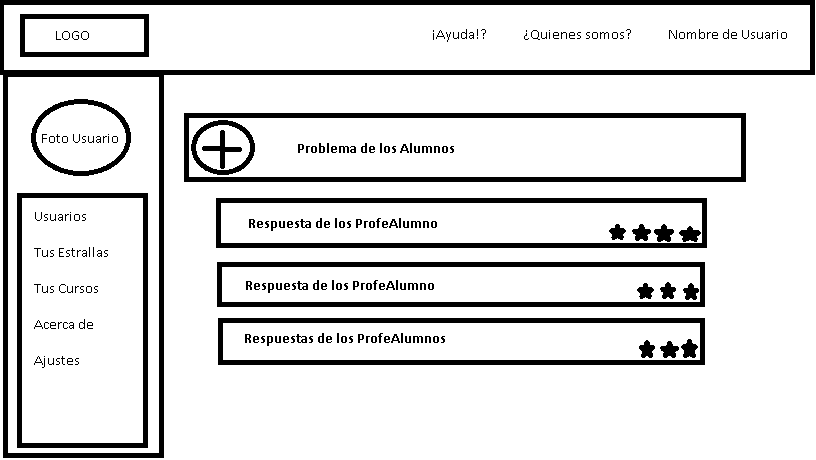 LOGO
¡Ayuda!?
¿Quienes somos?
Nombre de Usuario
Foto Usuario
Usuarios
Tus Estrallas
Tus Cursos
Acerca de
Ajustes
Problema de los Alumnos
Respuesta de los ProfeAlumno
Respuesta de los ProfeAlumno
Respuestas de los ProfeAlumnos